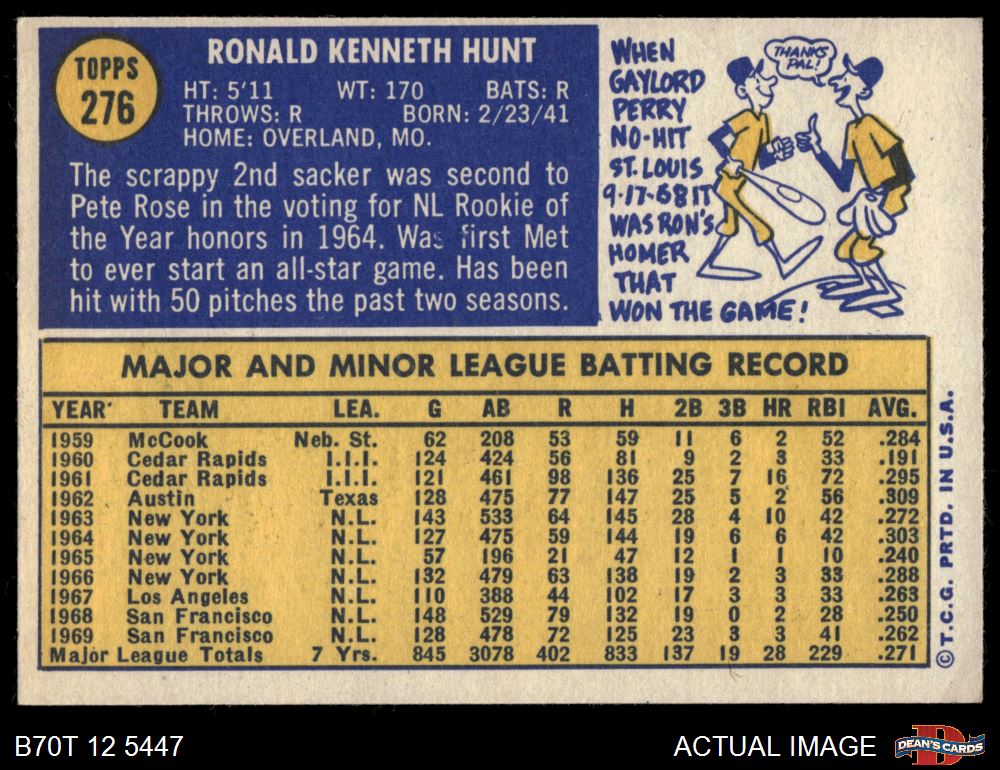 TOPPS
276
RONALD KENNETH HUNT
HT: 5'11 WT: 170 BATS: R
THROWS: R BORN: 2/23/41
HOME: OVERLAND, MO.
The scrappy 2nd sacker was second to
Pete Rose in the voting for NL Rookie of
the Year honors in 1964. Was first Met
to ever start an all-star game. Has been
hit with 50 pitches the past two seasons.
WHEN
GAYLORD
PERRY
NO-HIT
ST. LOUIS
9-17-68 IT
WAS RON'S
HOMER
THAT
WON THE GAME!
THANKS
PAL!
MAJOR AND MINOR LEAGUE BATTING RECORD
YEAR TEAM LEA. G AB R H 2B 3B HR RBI AVG.
1959 McCook Neb. St. 62 208 53 59 11 6 2 52 .284
1960 Cedar Rapids I.I.I. 124 424 56 81 9 2 3 33 .191
1961 Cedar Rapids I.I.I. 121 461 98 136 25 7 16 72 .295
1962 Austin Texas 128 475 77 147 25 5 2 56 .309
1963 New York N.L. 143 533 64 145 28 4 10 42 .272
1964 New York N.L. 127 475 59 144 19 6 6 42 .303
1965 New York N.L. 57 196 21 47 12 1 1 10 .240
1966 New York N.L. 132 479 63 138 19 2 3 33 .288
1967 Los Angeles N.L. 110 388 44 102 17 3 3 33 .263
1968 San Francisco N.L. 148 529 79 132 19 0 2 28 .250
1969 San Francisco N.L. 128 478 72 125 23 3 3 41 .262
Major League Totals 7 Yrs. 845 3078 402 833 137 19 28 229 .271
© T.C.G. PRTD. IN U.S.A.
B70T 12 5447
ACTUAL IMAGE
D
DEAN'S CARDS